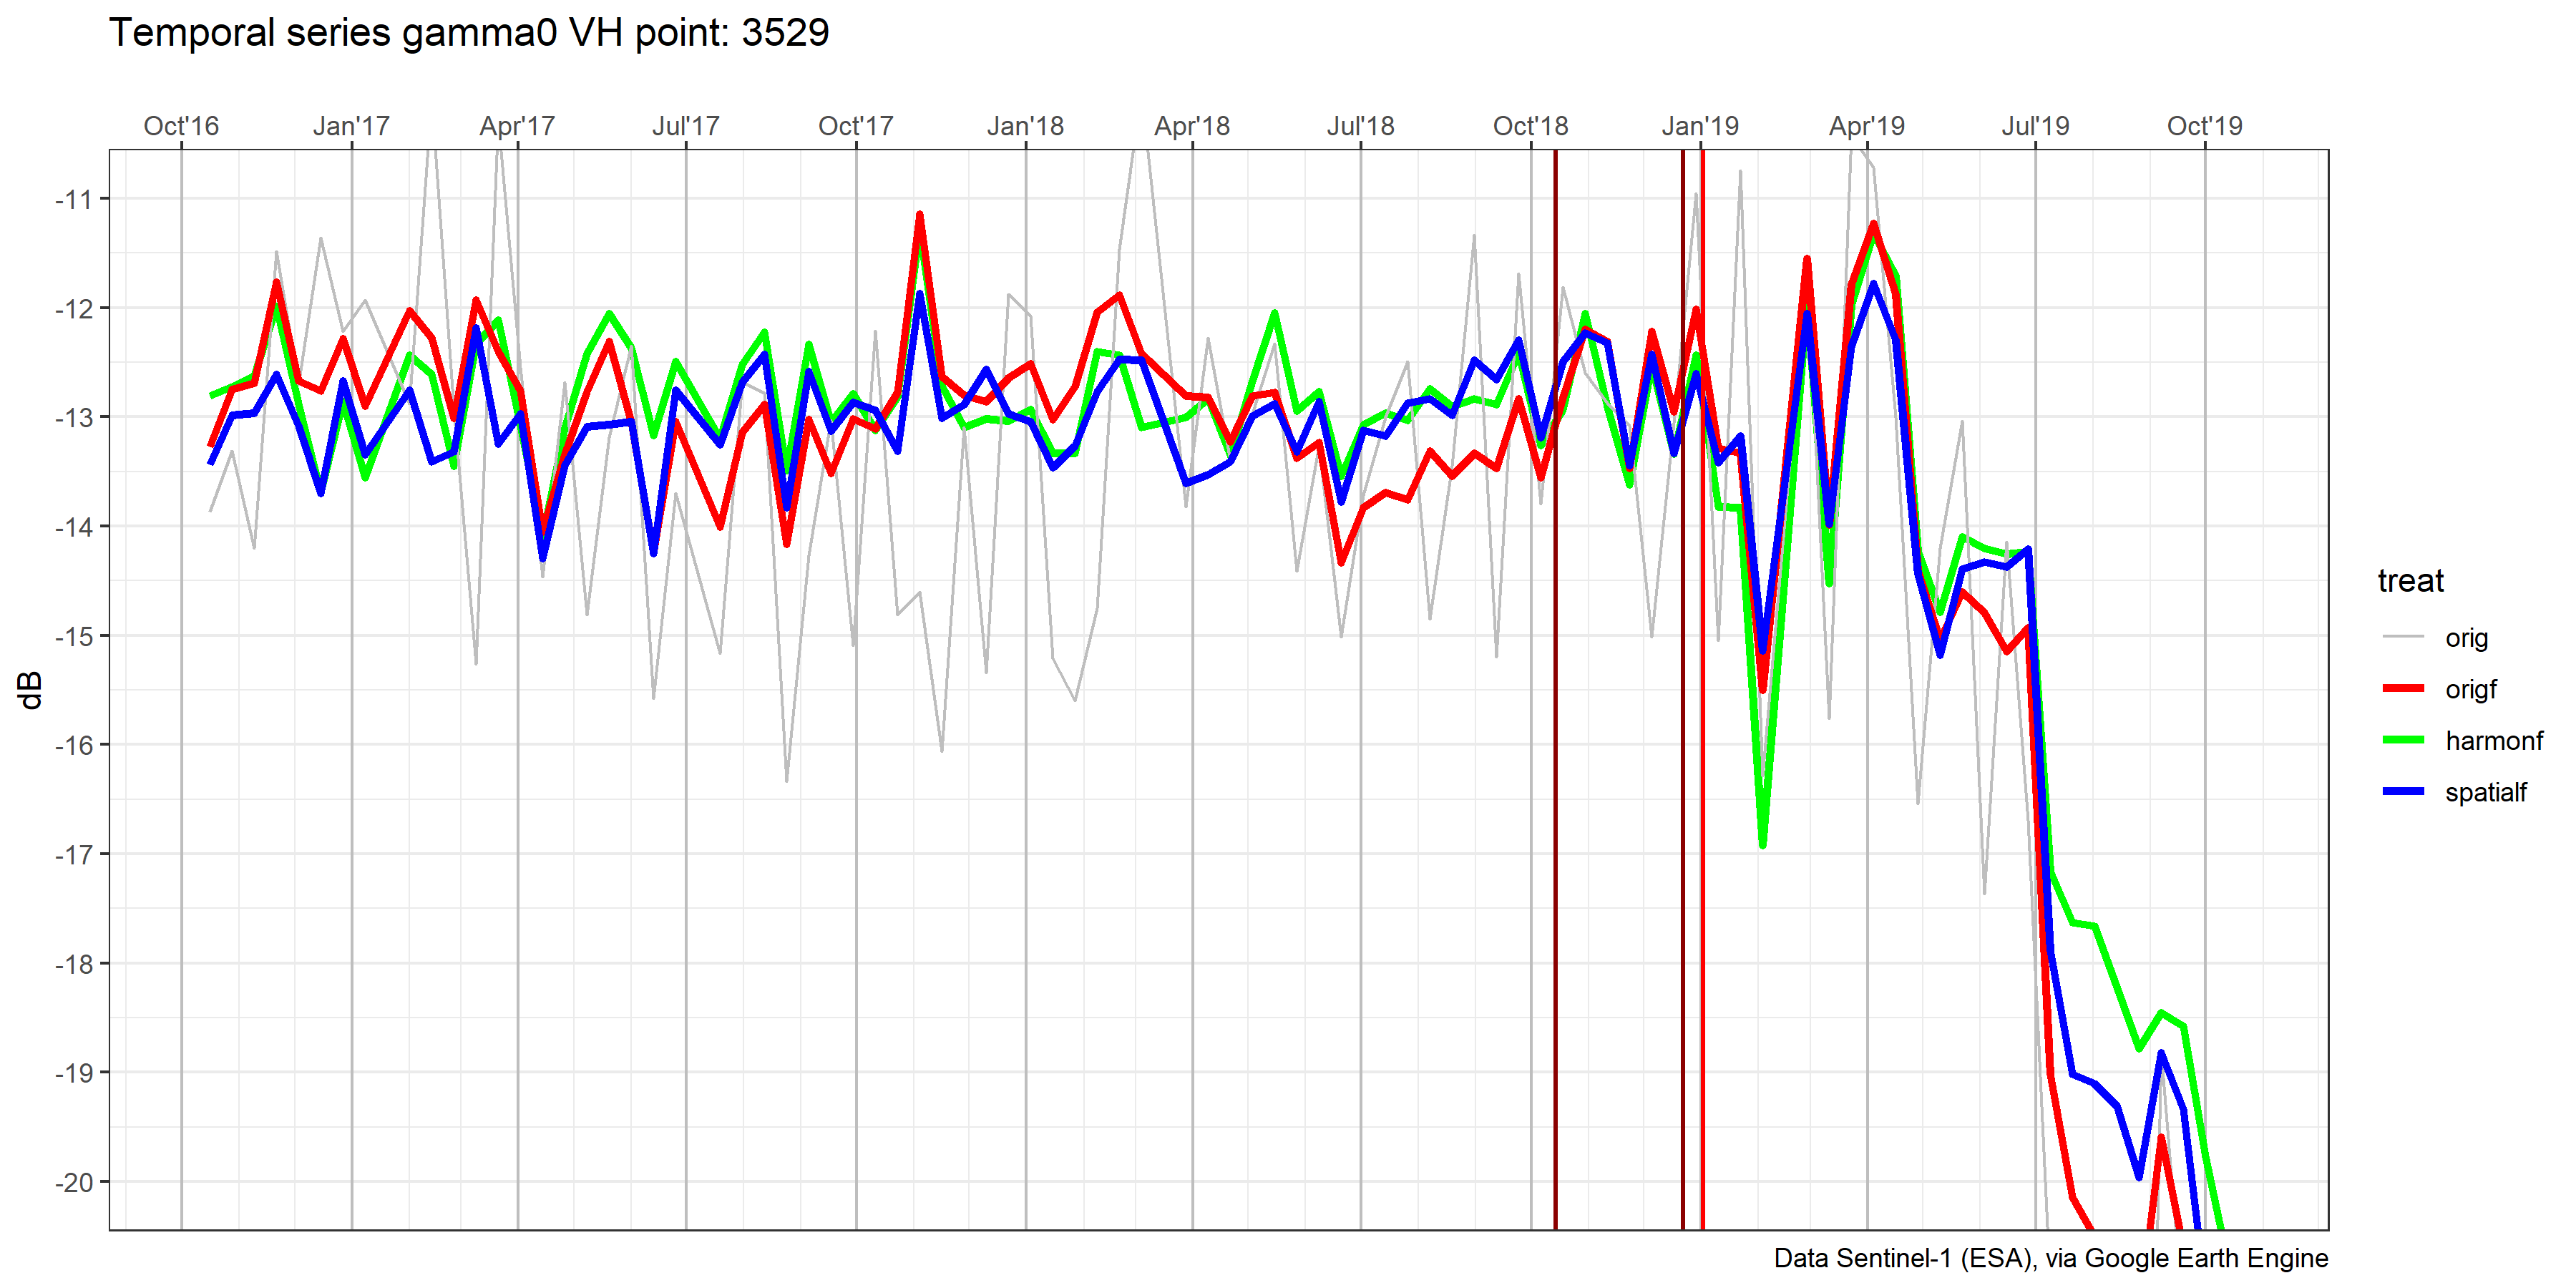 Temporal series gamma0 VH point: 3529
Oct'16 Jan'17 Apr'17 Jul'17 Oct'17 Jan'18 Apr'18 Jul'18 Oct'18 Jan'19 Apr'19 Jul'19 Oct'19
-11
-12
-13
-14
-15
-16
-17
-18
-19
-20
dB
treat
orig
origf
harmonf
spatialf
Data Sentinel-1 (ESA), via Google Earth Engine